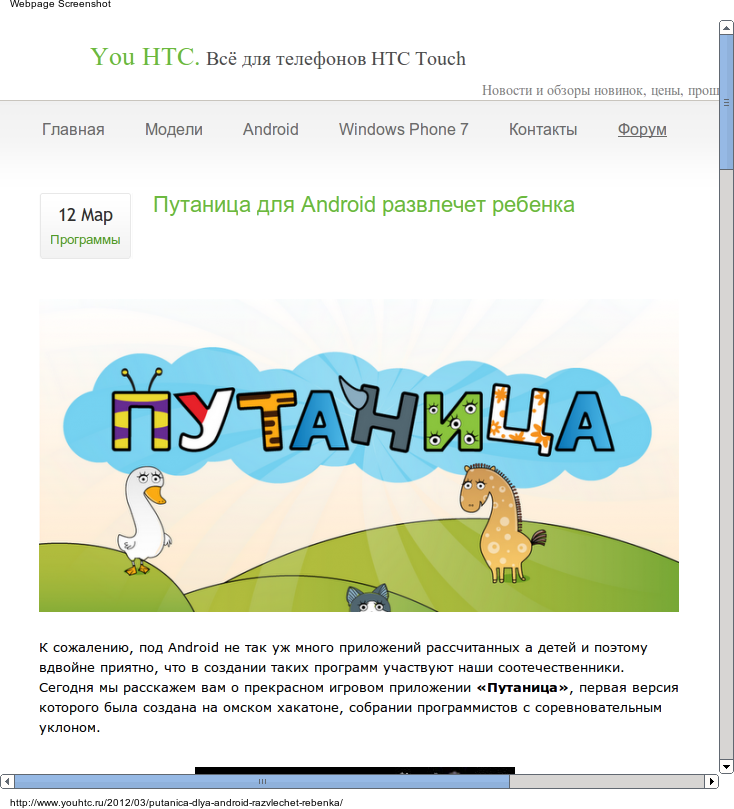 Webpage Screenshot
You HTC. Всё для телефонов HTC Touch
Новости и обзоры новинок, цены, прош
Главная Модели Android Windows Phone 7 Контакты Форум
12 Мар
Программы
Путаница для Android развлечет ребенка
ПУТАНИЦА
К сожалению, под Android не так уж много приложений рассчитанных а детей и поэтому
вдвойне приятно, что в создании таких программ участвуют наши соотечественники.
Сегодня мы расскажем вам о прекрасном игровом приложении «Путаница», первая версия
которого была создана на омском хакатоне, собрании программистов с соревновательным
уклоном.
http://www.youhtc.ru/2012/03/putanica-dlya-android-razvlechet-rebenka/